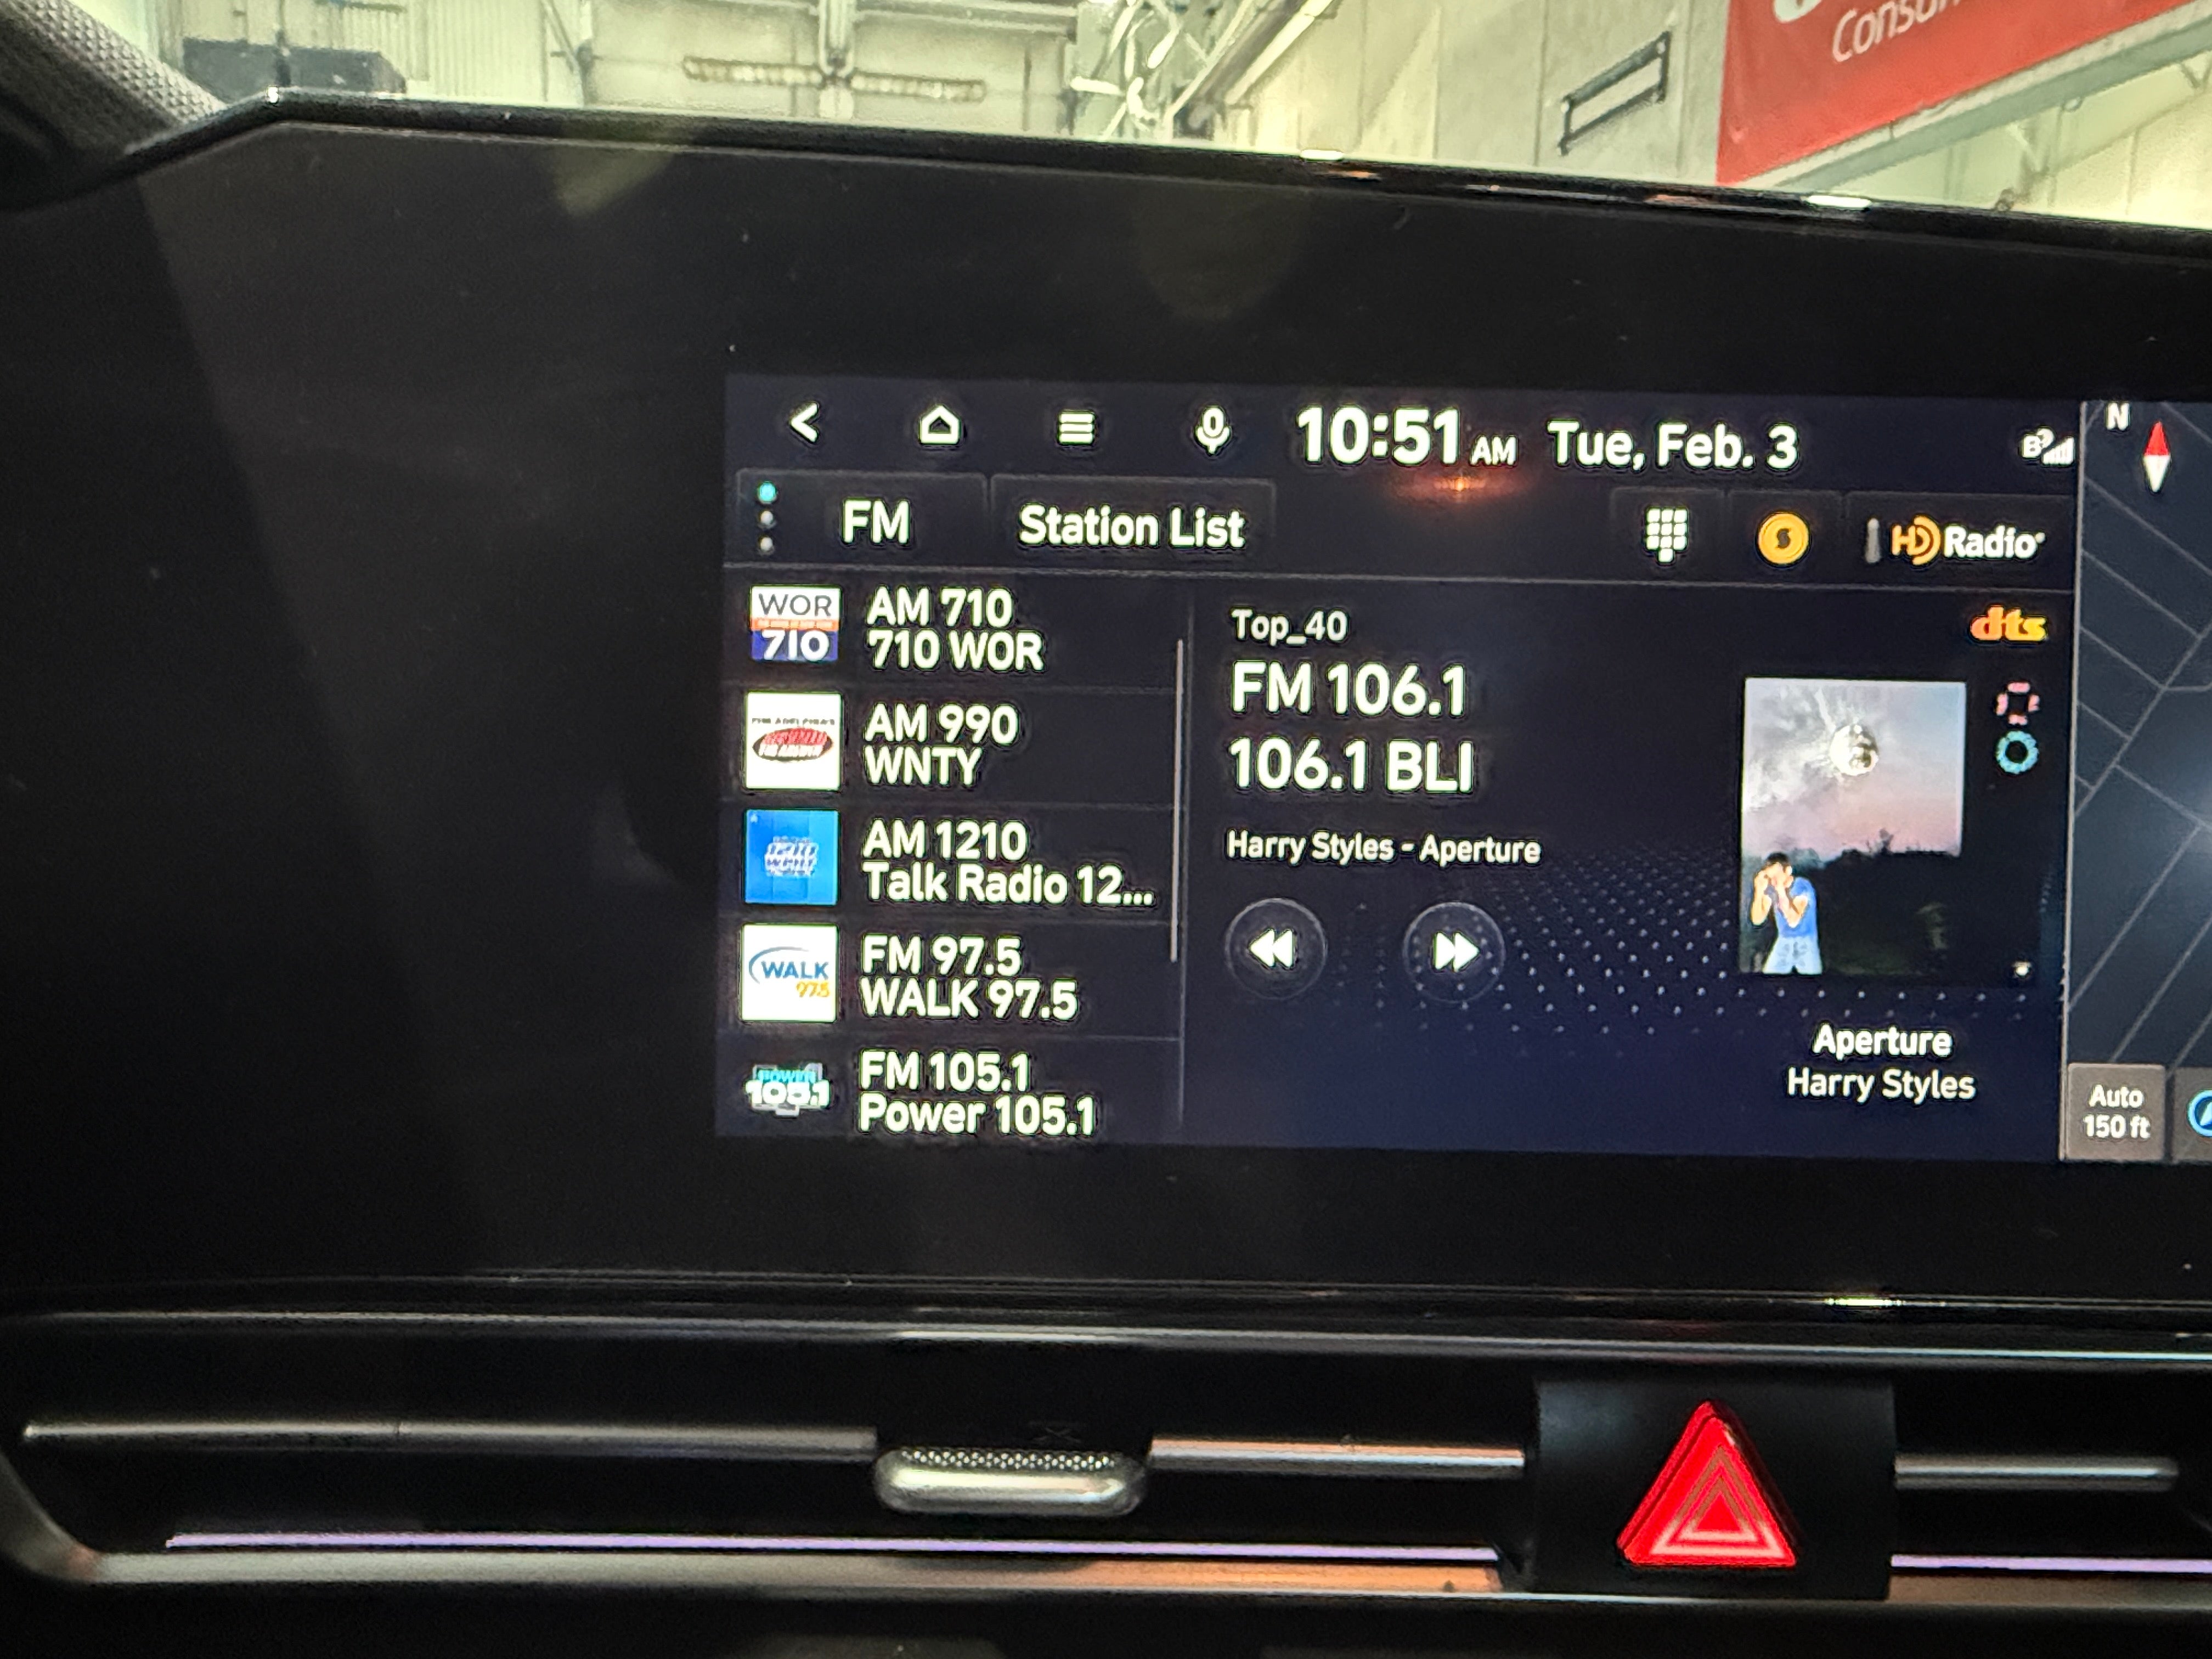 Consu
10:51 AM Tue, Feb. 3
N
FM
Station List
HD Radio
WOR
710
AM 710
710 WOR
AM 990
WNTY
AM 1210
Talk Radio 12...
WALK
97.5
FM 97.5
WALK 97.5
POWER
105.1
FM 105.1
Power 105.1
Top_40
dts
FM 106.1
106.1 BLI
Harry Styles - Aperture
Aperture
Harry Styles
Auto
150 ft